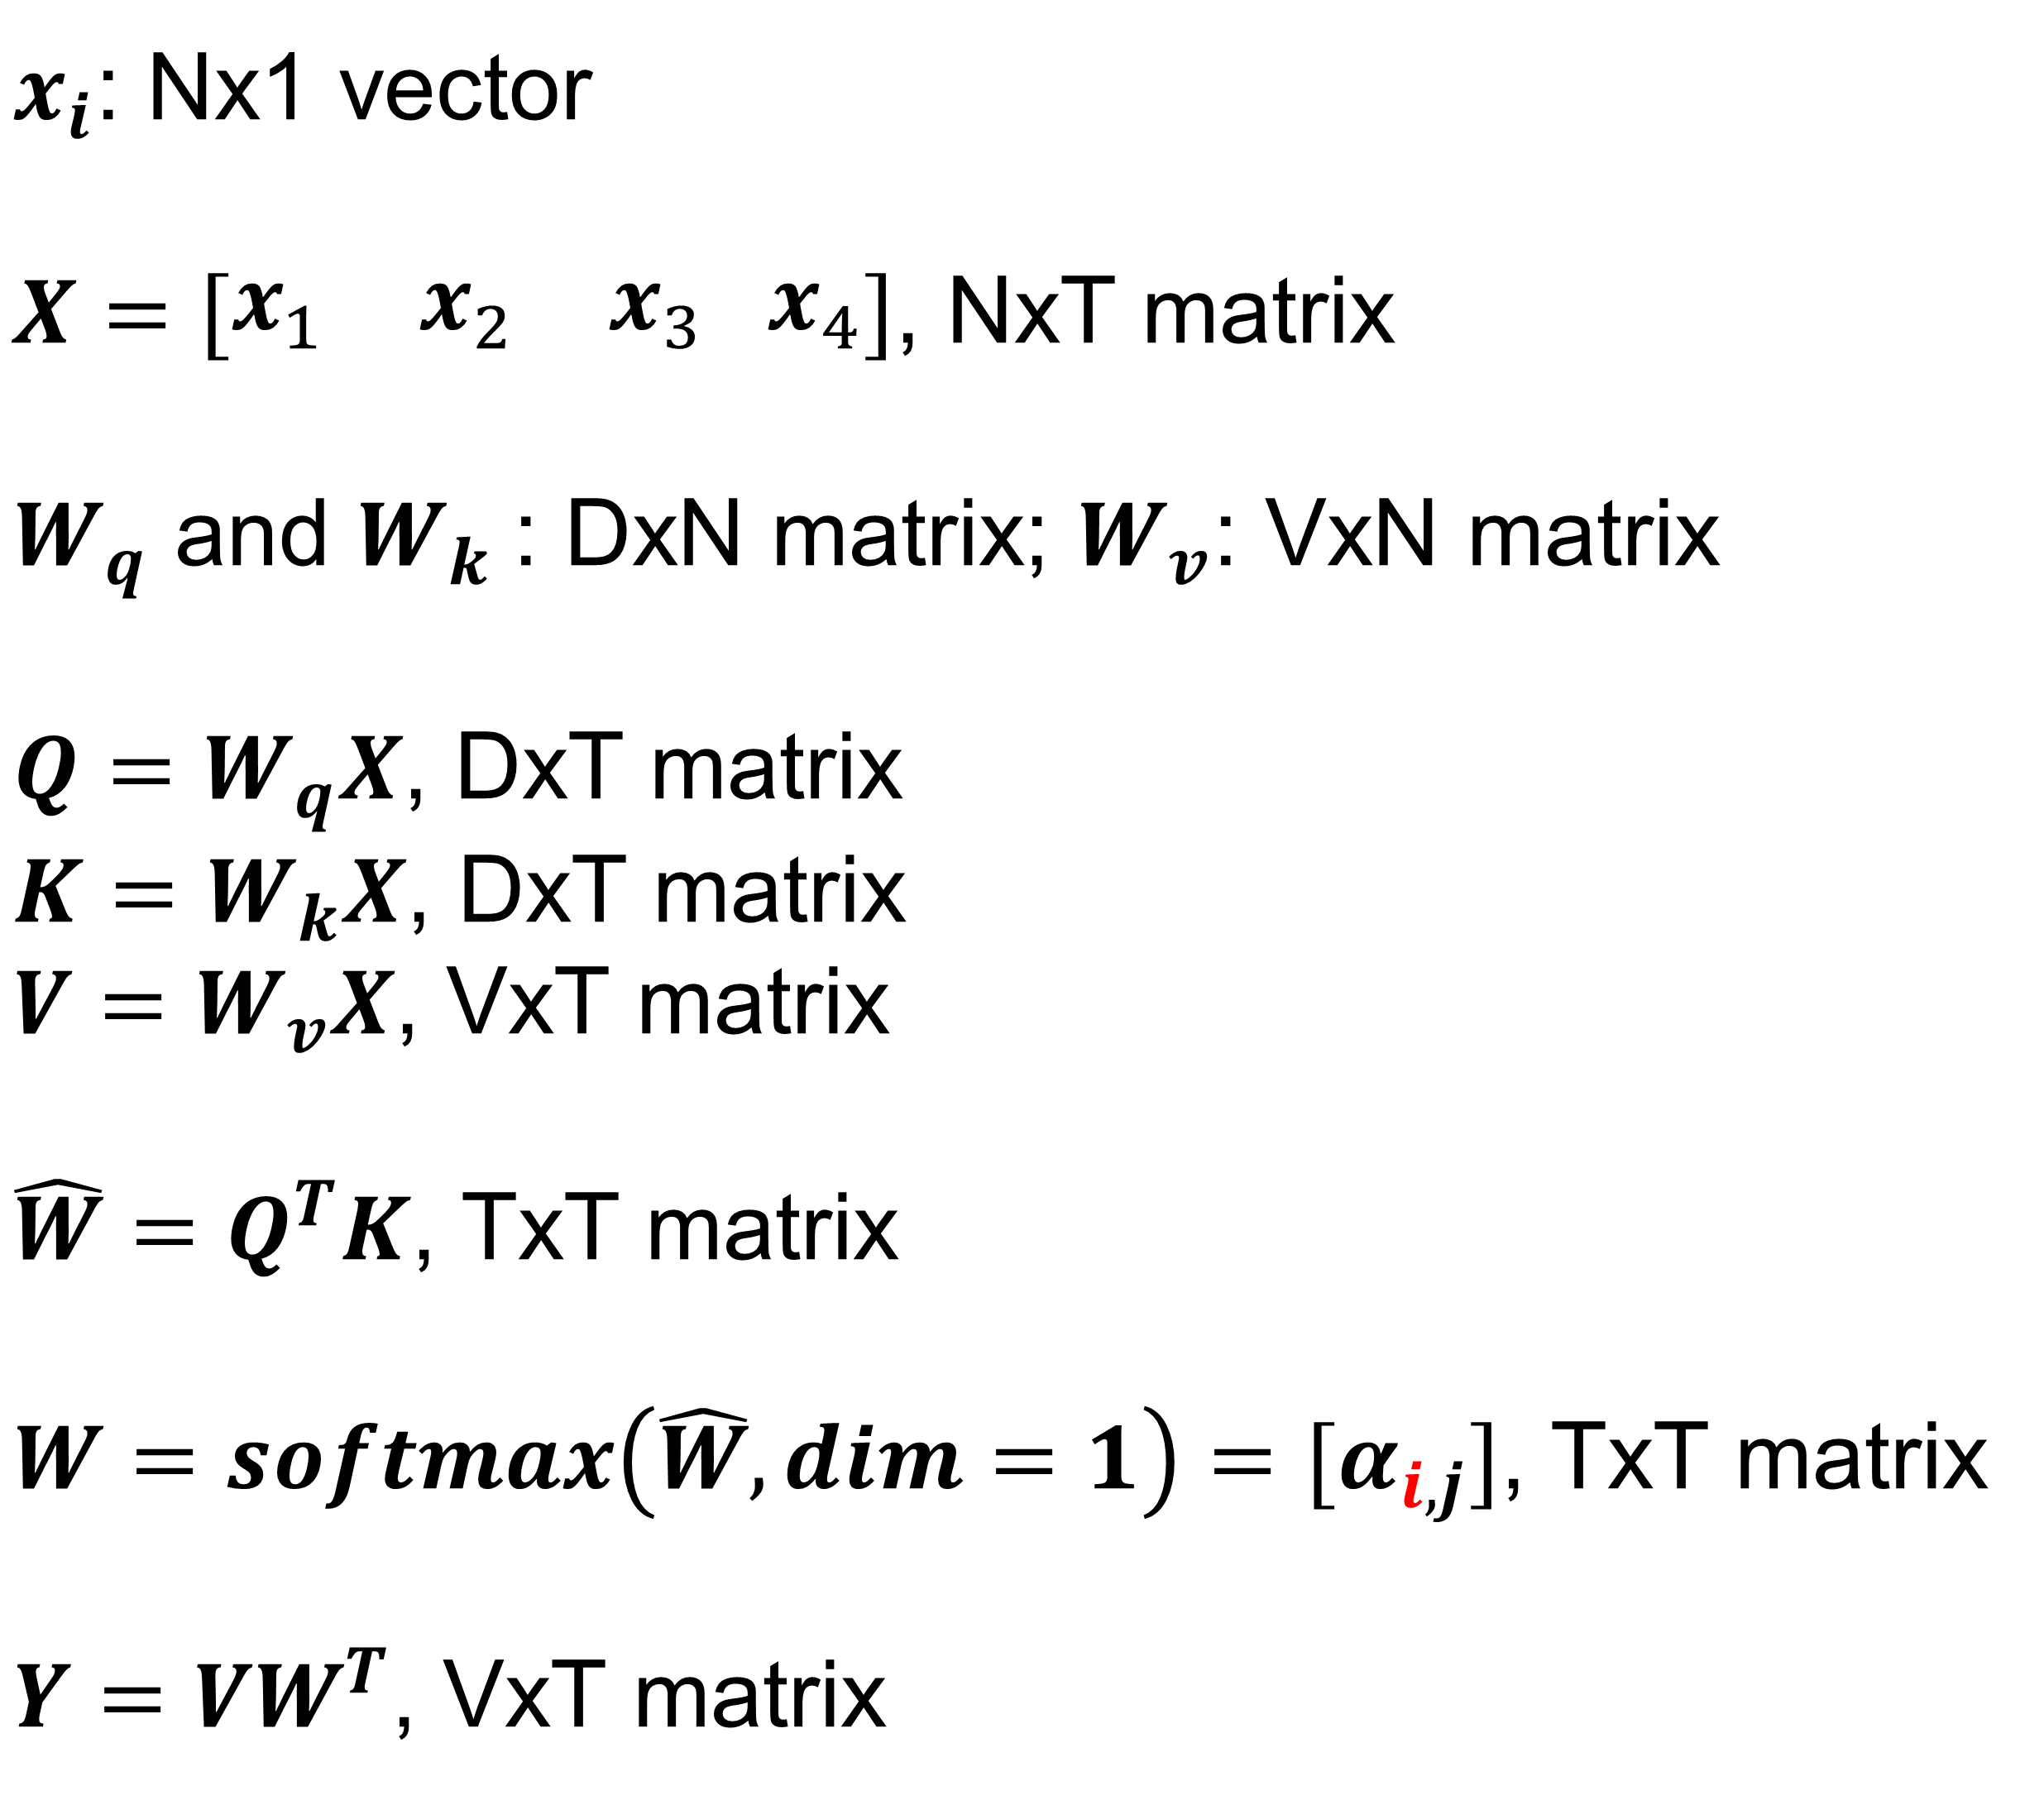 x_i: Nx1 vector
X = [x_1 x_2 x_3 x_4], NxT matrix
W_q and W_k : DxN matrix; W_v: VxN matrix
Q = W_q X, DxT matrix
K = W_k X, DxT matrix
V = W_v X, VxT matrix
Ŵ = Q^T K, TxT matrix
W = softmax(Ŵ, dim = 1) = [α_{i,j}], TxT matrix
Y = VW^T, VxT matrix